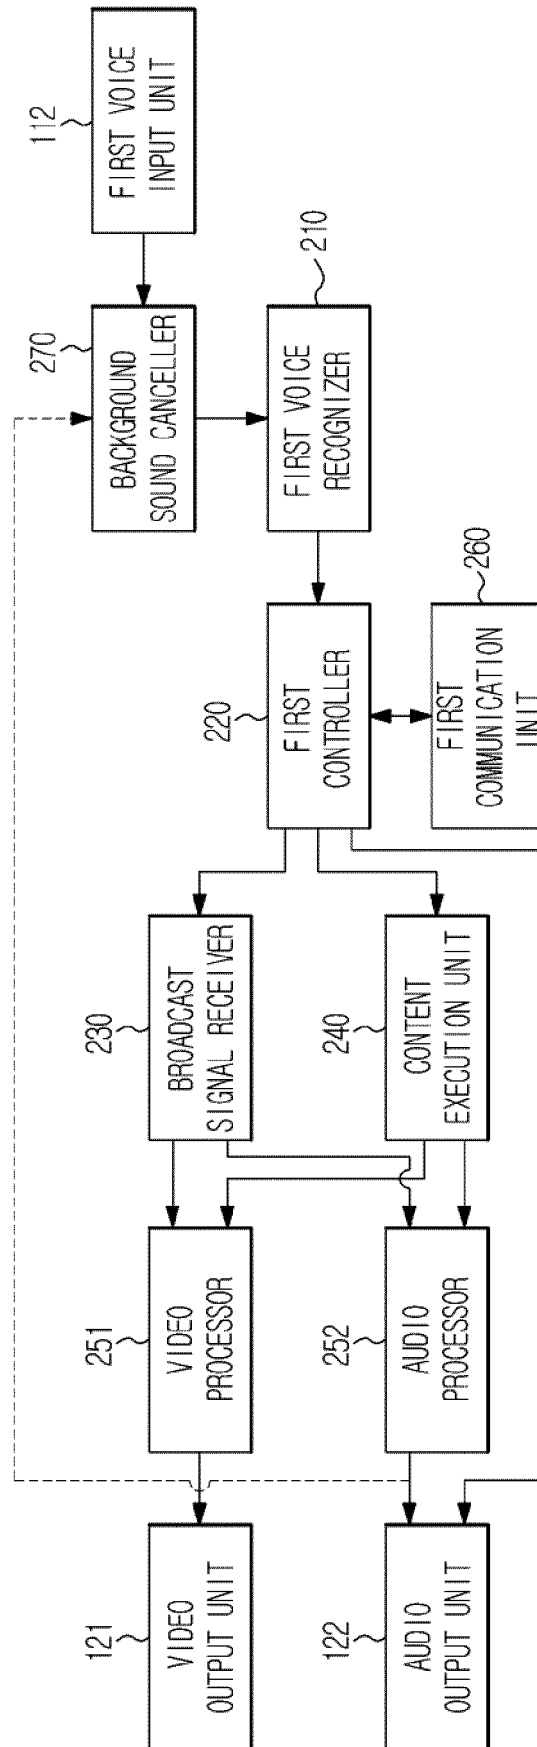 112
FIRST VOICE
INPUT UNIT
270
BACKGROUND
SOUND CANCELLER
210
FIRST VOICE
RECOGNIZER
220
FIRST
CONTROLLER
260
FIRST
COMMUNICATION
UNIT
230
BROADCAST
SIGNAL RECEIVER
240
CONTENT
EXECUTION UNIT
251
VIDEO
PROCESSOR
252
AUDIO
PROCESSOR
121
VIDEO
OUTPUT UNIT
122
AUDIO
OUTPUT UNIT